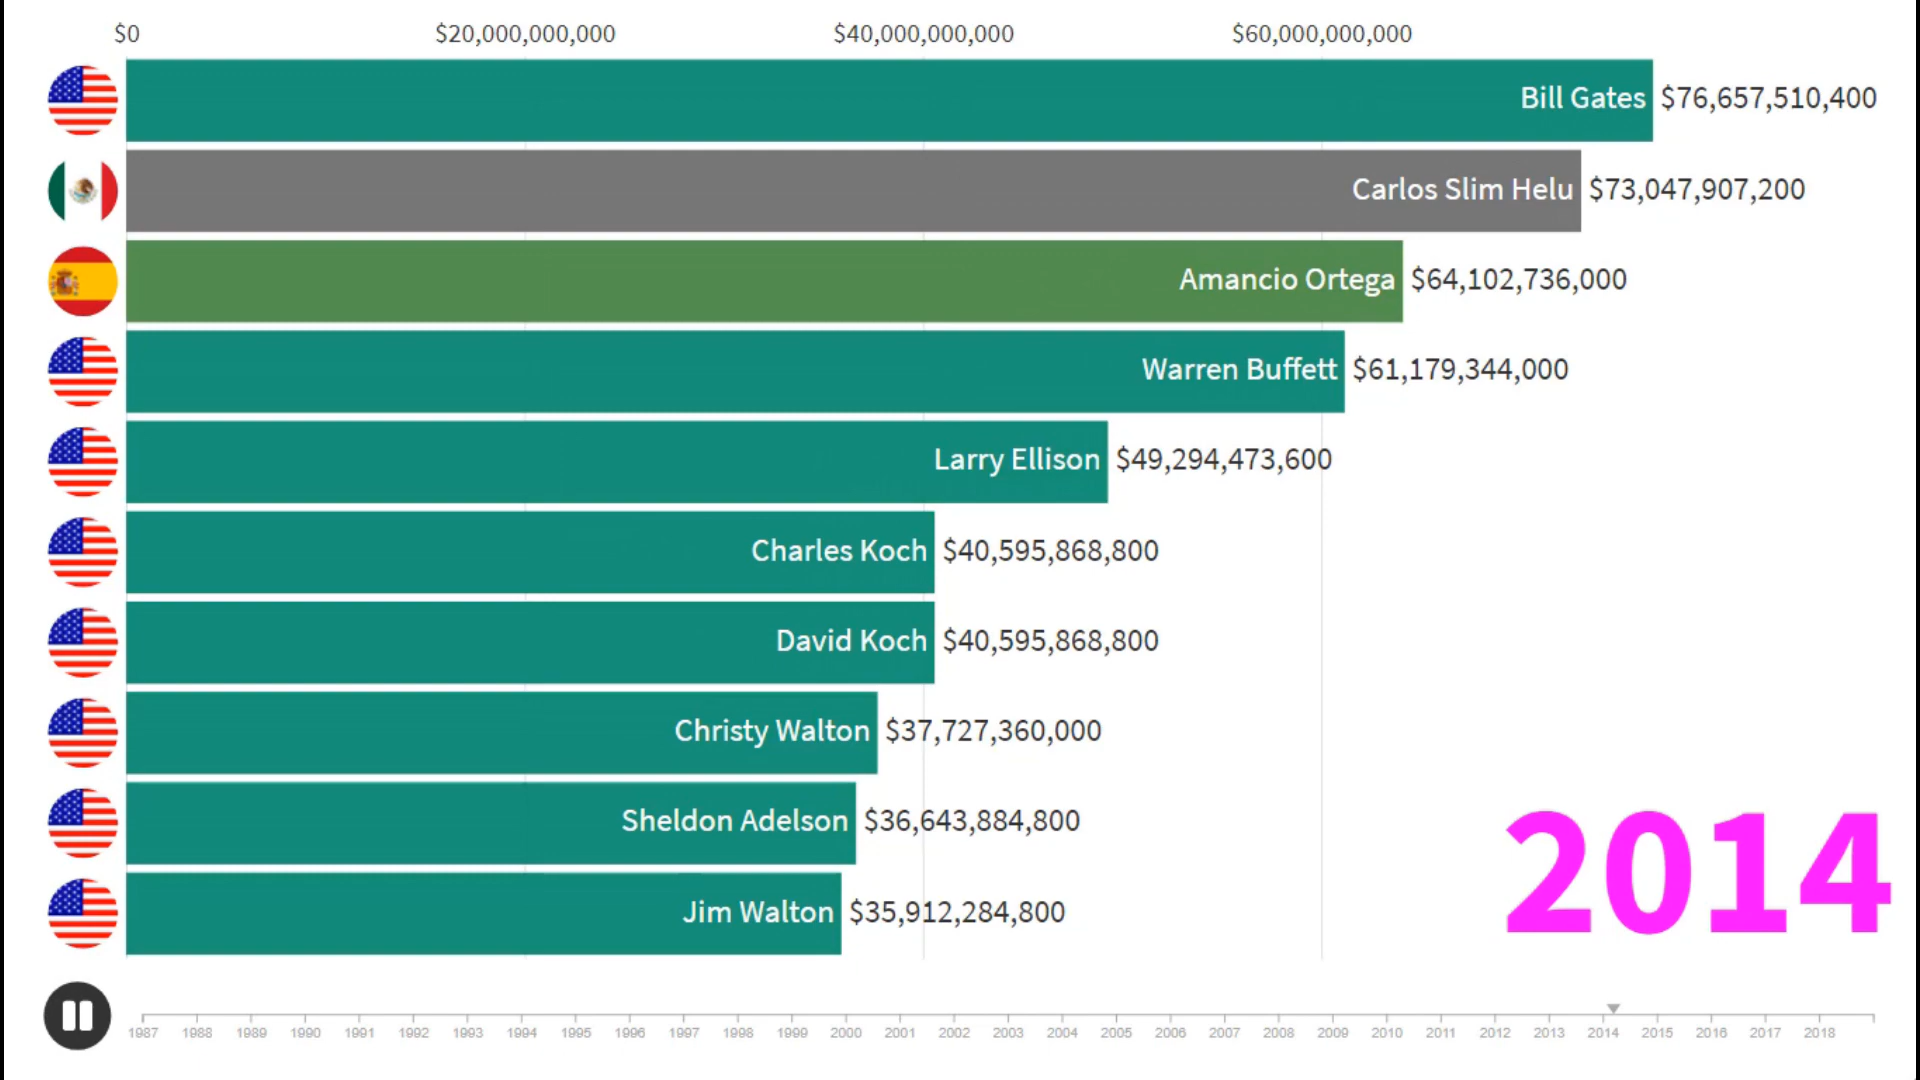 $0 $20,000,000,000 $40,000,000,000 $60,000,000,000
Bill Gates $76,657,510,400
Carlos Slim Helu $73,047,907,200
Amancio Ortega $64,102,736,000
Warren Buffett $61,179,344,000
Larry Ellison $49,294,473,600
Charles Koch $40,595,868,800
David Koch $40,595,868,800
Christy Walton $37,727,360,000
Sheldon Adelson $36,643,884,800
Jim Walton $35,912,284,800
2014
1987 1988 1989 1990 1991 1992 1993 1994 1995 1996 1997 1998 1999 2000 2001 2002 2003 2004 2005 2006 2007 2008 2009 2010 2011 2012 2013 2014 2015 2016 2017 2018